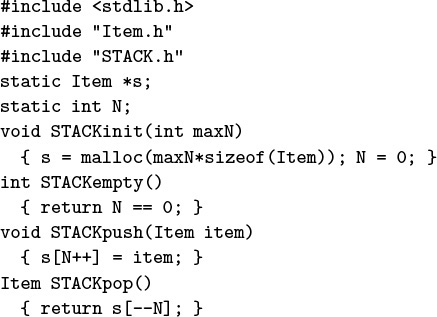 #include <stdlib.h>
#include "Item.h"
#include "STACK.h"
static Item *s;
static int N;
void STACKinit(int maxN)
  { s = malloc(maxN*sizeof(Item)); N = 0; }
int STACKempty()
  { return N == 0; }
void STACKpush(Item item)
  { s[N++] = item; }
Item STACKpop()
  { return s[--N]; }